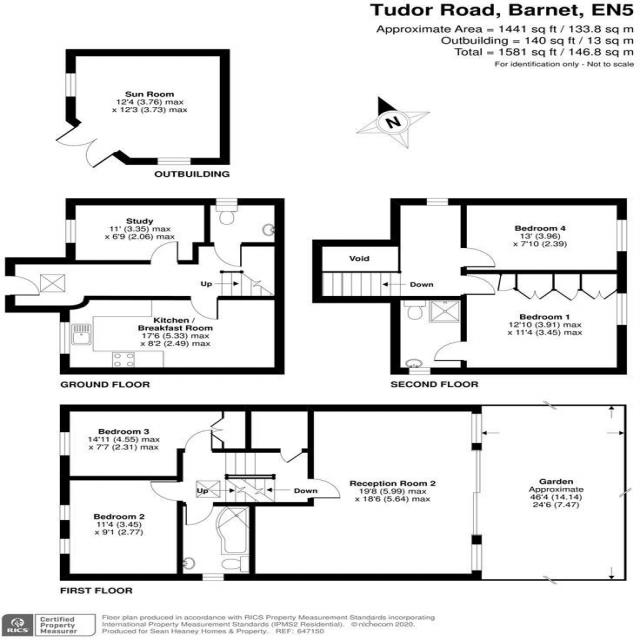 Tudor Road, Barnet, EN5
Approximate Area = 1441 sq ft / 133.8 sq m
Outbuilding = 140 sq ft / 13 sq m
Total = 1581 sq ft / 146.8 sq m
For identification only - Not to scale
Sun Room
12'4 (3.76) max
x 12'3 (3.73) max
OUTBUILDING
N
Study
11' (3.35) max
x 6'9 (2.06) max
Up
Kitchen /
Breakfast Room
17'6 (5.33) max
x 8'2 (2.49) max
GROUND FLOOR
Bedroom 4
13' (3.96)
x 7'10 (2.39)
Void
Down
Bedroom 1
12'10 (3.91) max
x 11'4 (3.45) max
SECOND FLOOR
Bedroom 3
14'11 (4.55) max
x 7'7 (2.31) max
Bedroom 2
11'4 (3.45)
x 9'1 (2.77)
Up
Down
Reception Room 2
19'8 (5.99) max
x 18'6 (5.64) max
Garden
Approximate
46'4 (14.14)
24'6 (7.47)
FIRST FLOOR
RICS
Certified
Property
Measurer
Floor plan produced in accordance with RICS Property Measurement Standards incorporating
International Property Measurement Standards (IPMS2 Residential). ©nichecom 2020.
Produced for Sean Heaney Homes & Property. REF: 647150